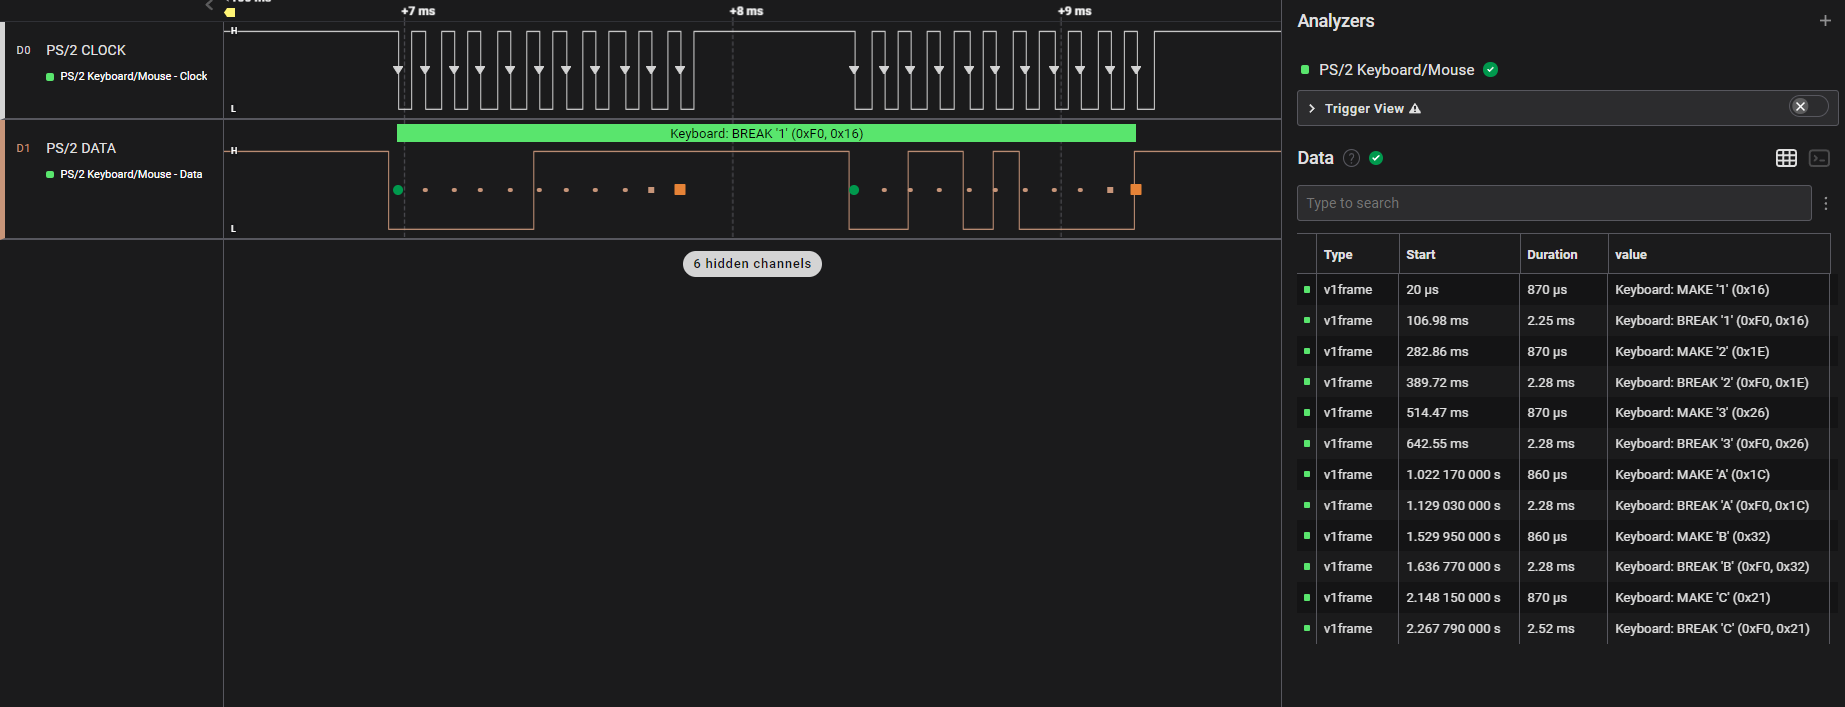 +7 ms
+8 ms
+9 ms
D0 PS/2 CLOCK
PS/2 Keyboard/Mouse - Clock
H
L
D1 PS/2 DATA
PS/2 Keyboard/Mouse - Data
H
L
Keyboard: BREAK '1' (0xF0, 0x16)
6 hidden channels
Analyzers
PS/2 Keyboard/Mouse
Trigger View
Data
Type to search
Type Start Duration value
v1frame 20 µs 870 µs Keyboard: MAKE '1' (0x16)
v1frame 106.98 ms 2.25 ms Keyboard: BREAK '1' (0xF0, 0x16)
v1frame 282.86 ms 870 µs Keyboard: MAKE '2' (0x1E)
v1frame 389.72 ms 2.28 ms Keyboard: BREAK '2' (0xF0, 0x1E)
v1frame 514.47 ms 870 µs Keyboard: MAKE '3' (0x26)
v1frame 642.55 ms 2.28 ms Keyboard: BREAK '3' (0xF0, 0x26)
v1frame 1.022 170 000 s 860 µs Keyboard: MAKE 'A' (0x1C)
v1frame 1.129 030 000 s 2.28 ms Keyboard: BREAK 'A' (0xF0, 0x1C)
v1frame 1.529 950 000 s 860 µs Keyboard: MAKE 'B' (0x32)
v1frame 1.636 770 000 s 2.28 ms Keyboard: BREAK 'B' (0xF0, 0x32)
v1frame 2.148 150 000 s 870 µs Keyboard: MAKE 'C' (0x21)
v1frame 2.267 790 000 s 2.52 ms Keyboard: BREAK 'C' (0xF0, 0x21)